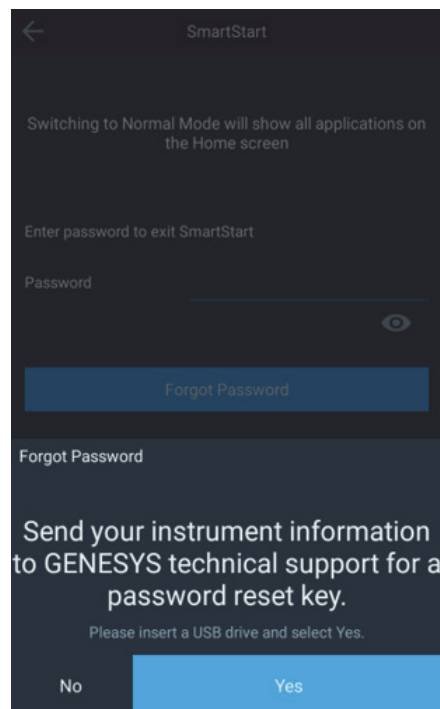 SmartStart
Switching to Normal Mode will show all applications on
the Home screen
Enter password to exit SmartStart
Password
Forgot Password
Forgot Password
Send your instrument information
to GENESYS technical support for a
password reset key.
Please insert a USB drive and select Yes.
No
Yes